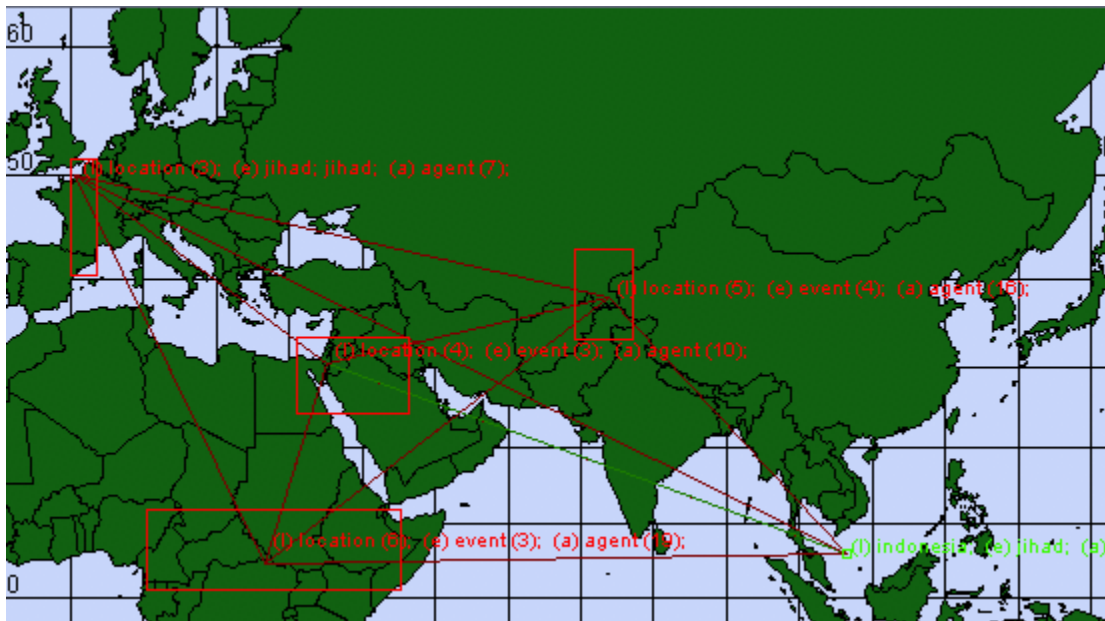 60
50
(l) location (3); (e) jihad; jihad; (a) agent (7);
(l) location (5); (e) event (4); (a) agent (16);
(l) location (4); (e) event (3); (a) agent (10);
(l) location (6); (e) event (3); (a) agent (19);
(l) indonesia; (e) jihad; (a)
0